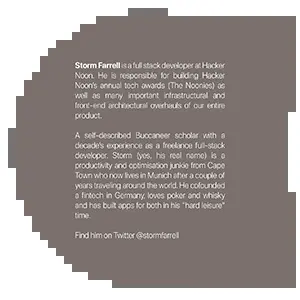 Storm Farrell is a full stack developer at Hacker
Noon. He is responsible for building Hacker
Noon's annual tech awards (The Noonies) as
well as many important infrastructural and
front-end architectural overhauls of our entire
product.
A self-described Buccaneer scholar with a
decade's experience as a freelance full-stack
developer. Storm (yes, his real name) is a
productivity and optimisation junkie from Cape
Town who now lives in Munich after a couple of
years traveling around the world. He cofounded
a fintech in Germany, loves poker and whisky
and has built apps for both in his "hard leisure"
time.
Find him on Twitter @stormfarrell